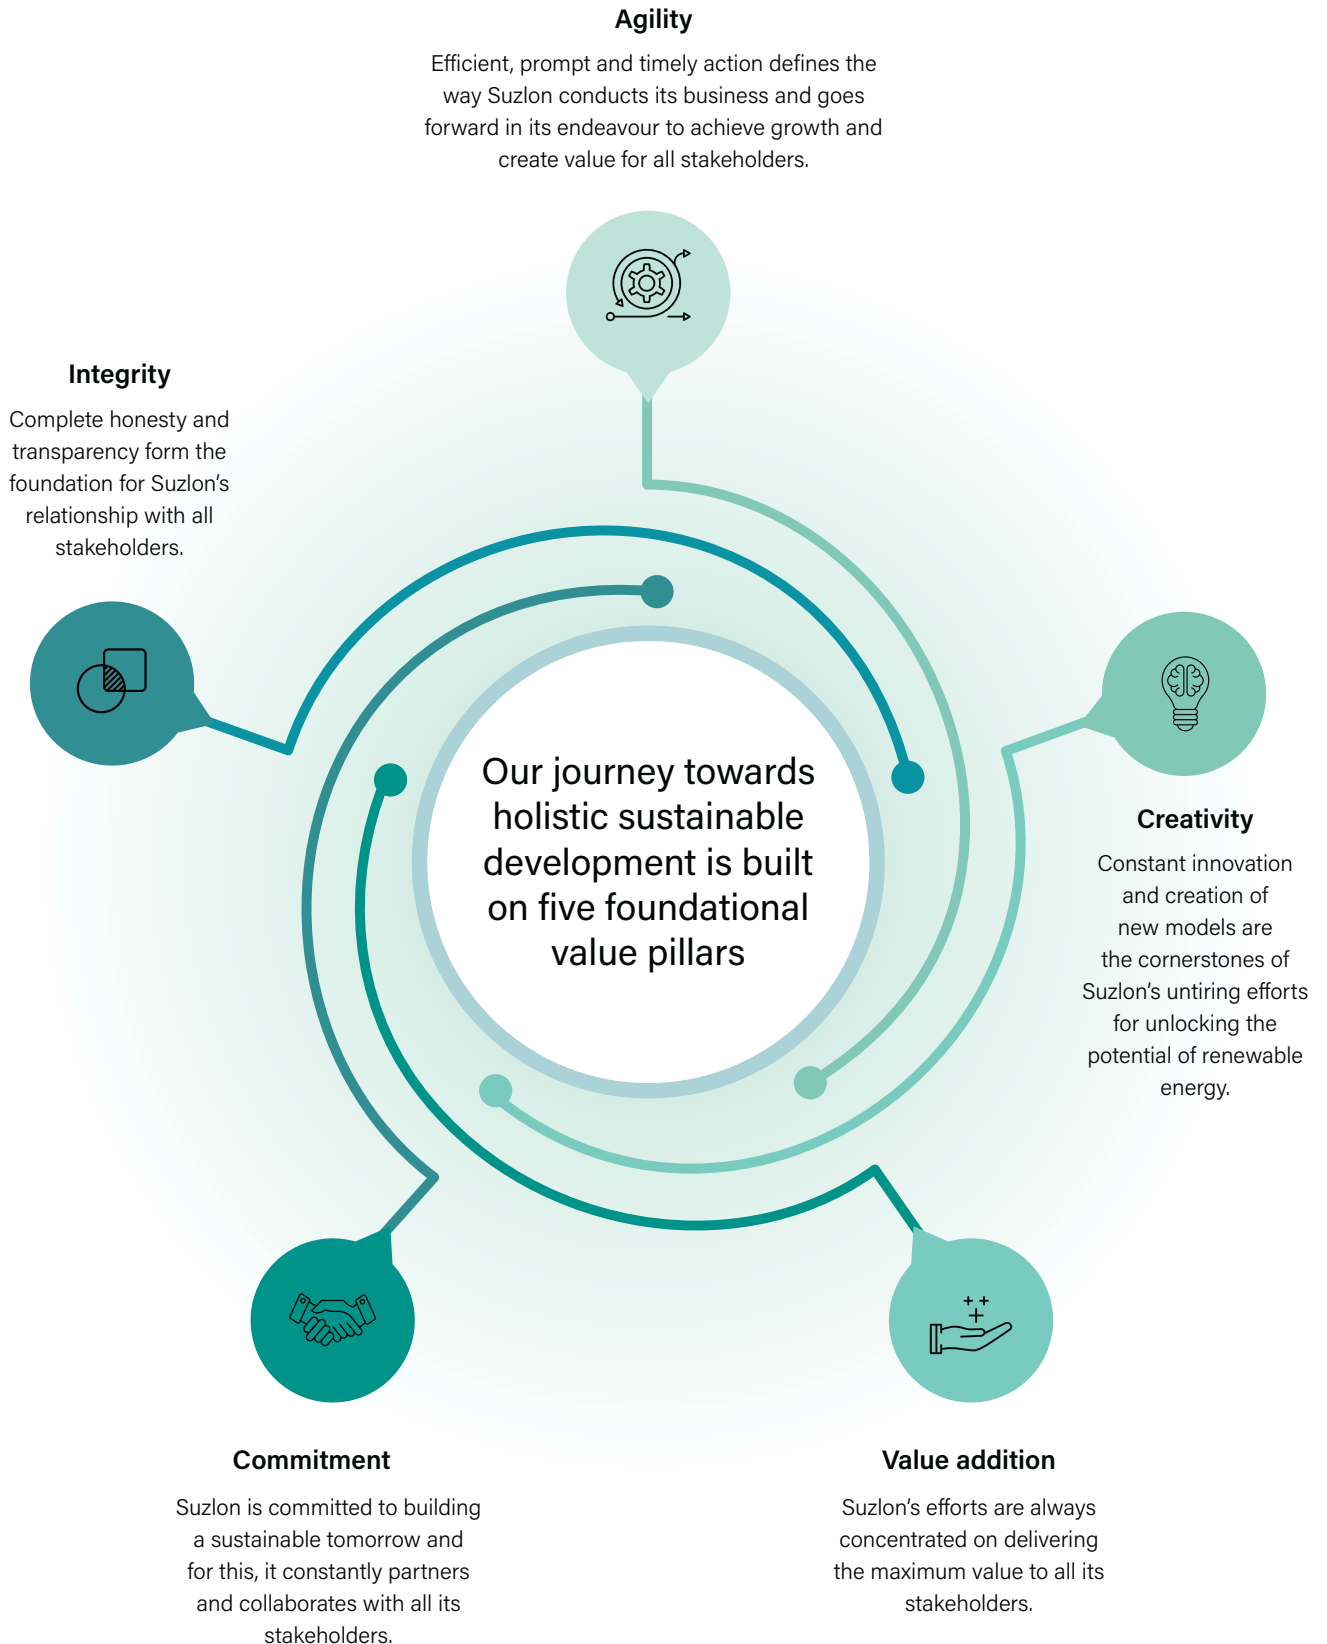 Agility
Efficient, prompt and timely action defines the
way Suzlon conducts its business and goes
forward in its endeavour to achieve growth and
create value for all stakeholders.
Integrity
Complete honesty and
transparency form the
foundation for Suzlon’s
relationship with all
stakeholders.
Our journey towards
holistic sustainable
development is built
on five foundational
value pillars
Creativity
Constant innovation
and creation of
new models are
the cornerstones of
Suzlon’s untiring efforts
for unlocking the
potential of renewable
energy.
Commitment
Suzlon is committed to building
a sustainable tomorrow and
for this, it constantly partners
and collaborates with all its
stakeholders.
Value addition
Suzlon’s efforts are always
concentrated on delivering
the maximum value to all its
stakeholders.